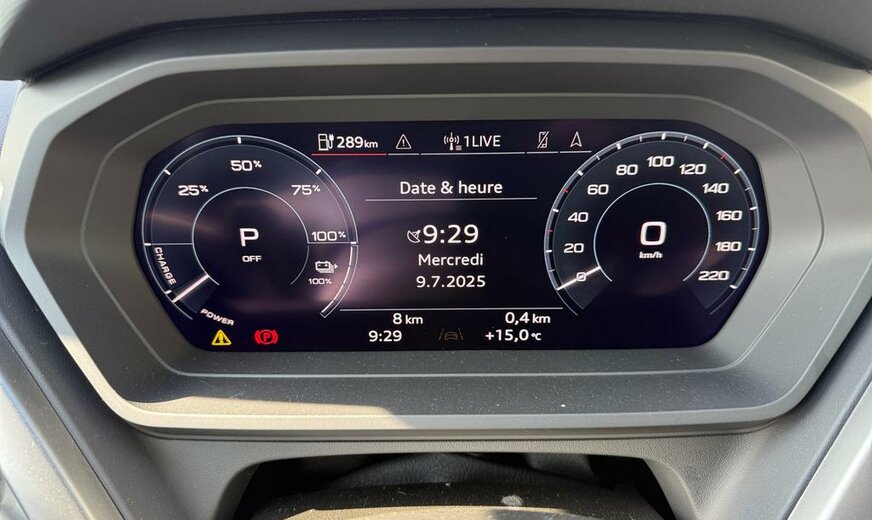 289km
1LIVE
50%
25%
75%
100%
P
OFF
CHARGE
100%
POWER
Date & heure
9:29
Mercredi
9.7.2025
8 km
0,4 km
9:29
+15,0 °C
P
0
20
40
60
80
100
120
140
160
180
220
0
km/h